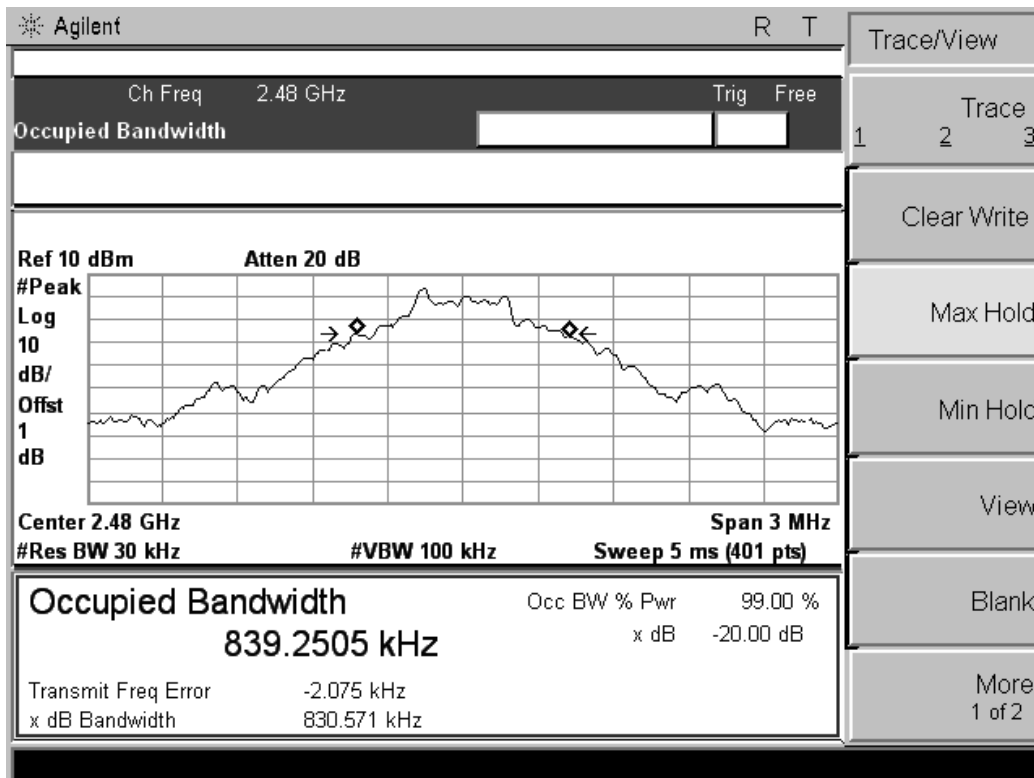 Agilent R T
Ch Freq 2.48 GHz Trig Free
Occupied Bandwidth
Ref 10 dBm Atten 20 dB
#Peak
Log
10
dB/
Offst
1
dB
Center 2.48 GHz Span 3 MHz
#Res BW 30 kHz #VBW 100 kHz Sweep 5 ms (401 pts)
Occupied Bandwidth Occ BW % Pwr 99.00 %
839.2505 kHz x dB -20.00 dB
Transmit Freq Error -2.075 kHz
x dB Bandwidth 830.571 kHz
Trace/View
Trace
1 2 3
Clear Write
Max Hold
Min Hold
View
Blank
More
1 of 2